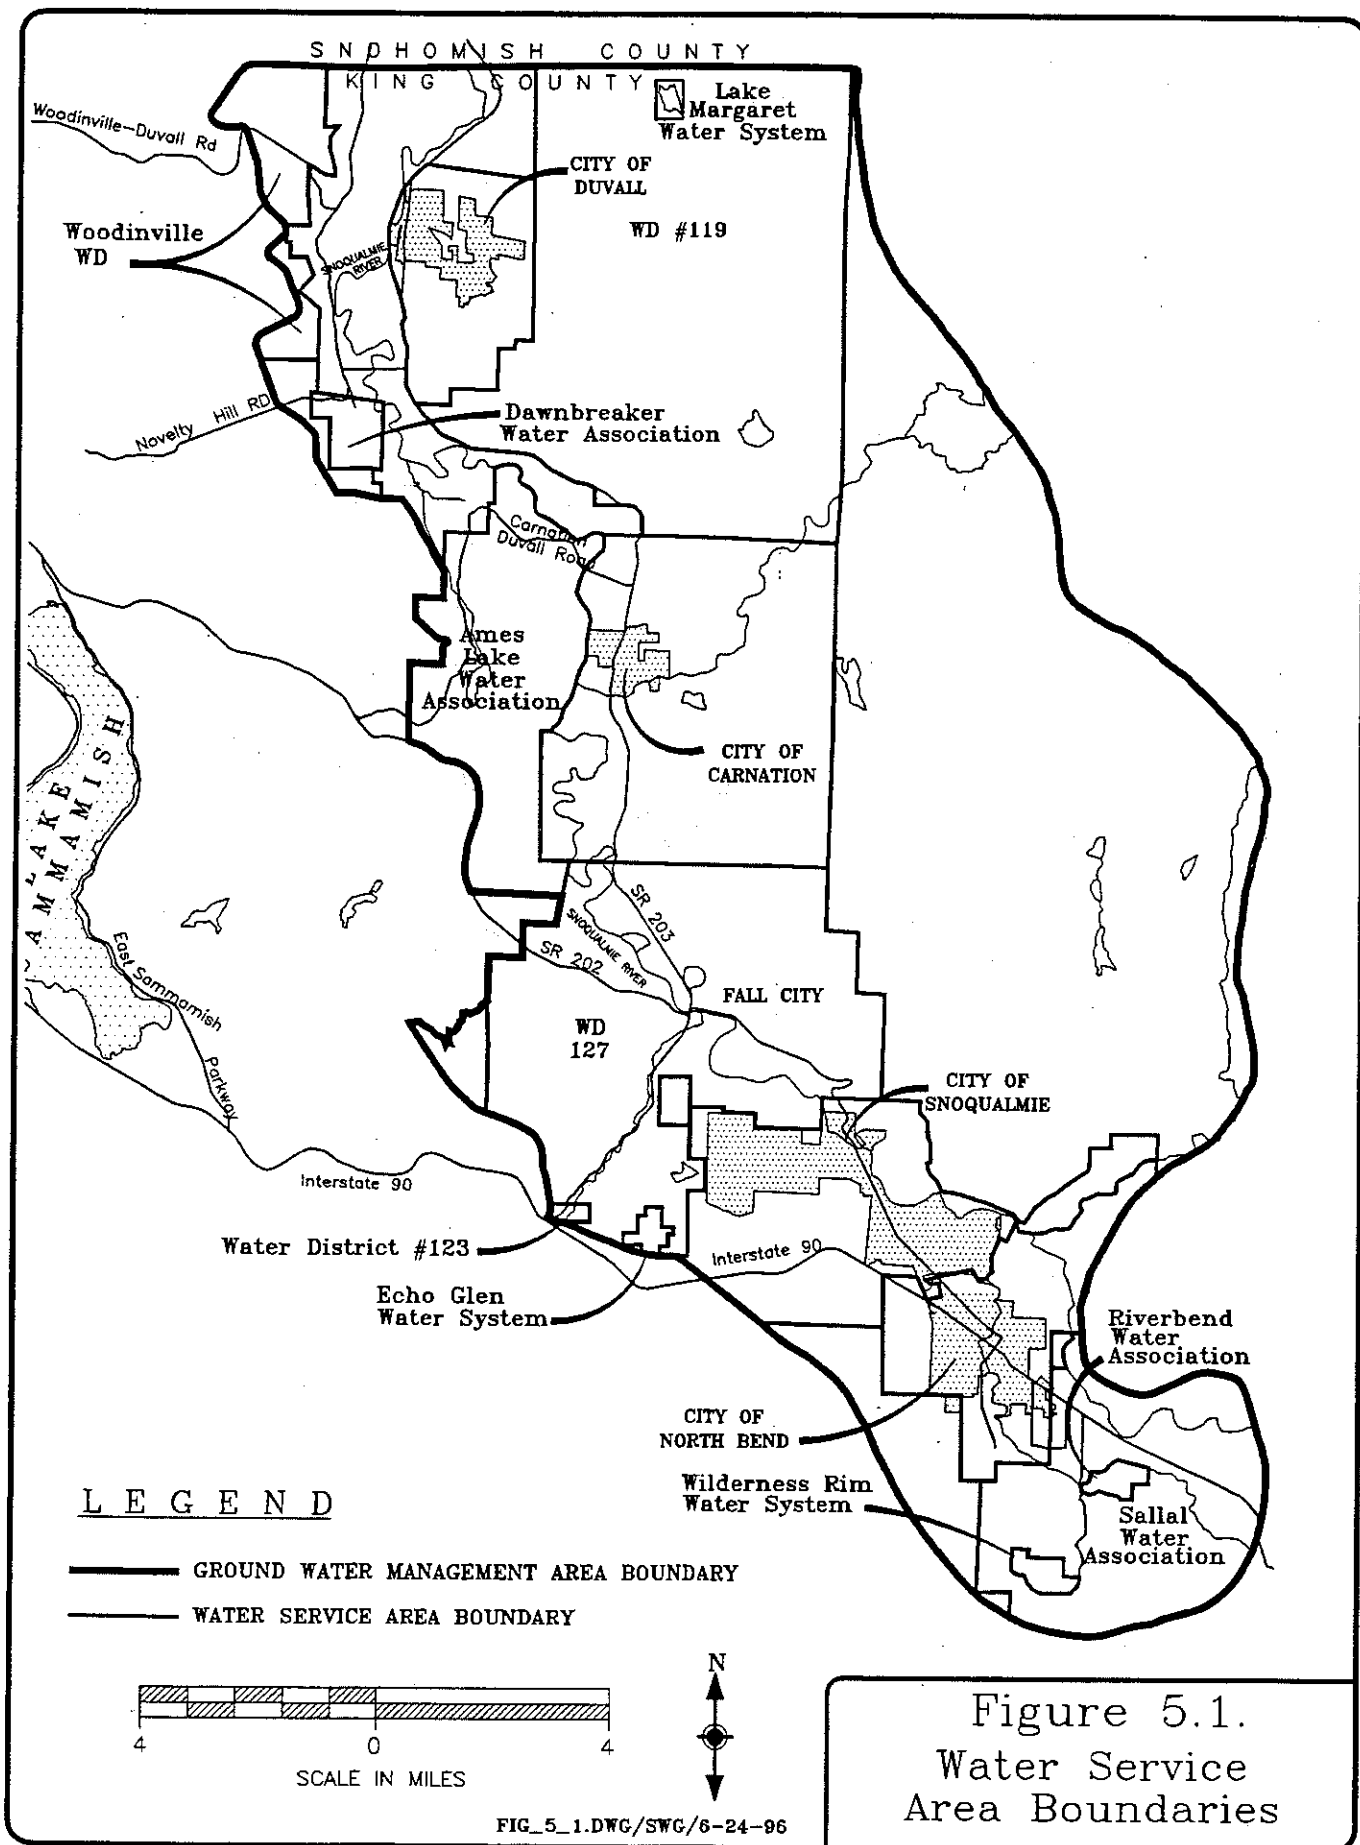 SNOHOMISH COUNTY
KING COUNTY
Lake
Margaret
Water System
Woodinville-Duvall Rd
CITY OF
DUVALL
Woodinville
WD
WD #119
SNOQUALMIE
RIVER
Novelty Hill RD
Dawnbreaker
Water Association
Carnation
Duvall Road
Ames
Lake
Water
Association
CITY OF
CARNATION
LAKE
AMMAMISH
SR 203
SNOQUALMIE RIVER
SR 202
East Sammamish
Parkway
FALL CITY
WD
127
CITY OF
SNOQUALMIE
Interstate 90
Water District #123
Interstate 90
Echo Glen
Water System
Riverbend
Water
Association
CITY OF
NORTH BEND
Wilderness Rim
Water System
Sallal
Water
Association
LEGEND
GROUND WATER MANAGEMENT AREA BOUNDARY
WATER SERVICE AREA BOUNDARY
4 0 4
SCALE IN MILES
N
FIG_5_1.DWG/SWG/6-24-96
Figure 5.1.
Water Service
Area Boundaries